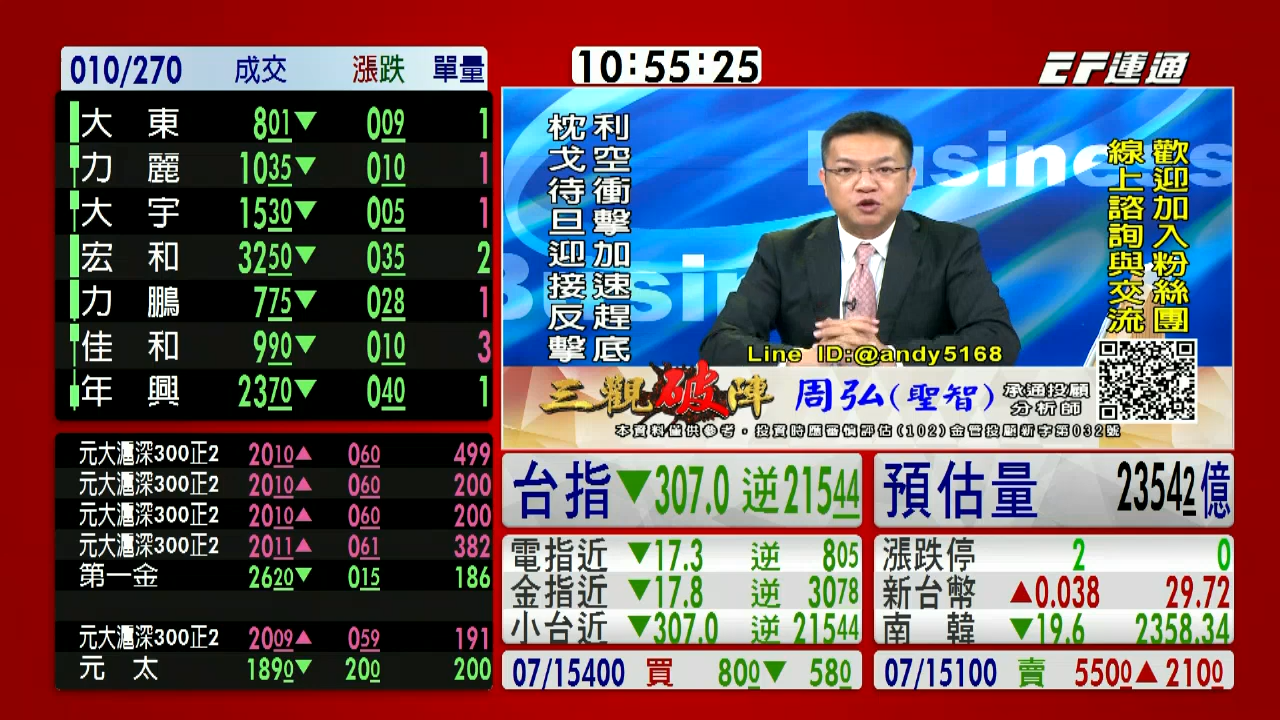 010/270 成交 漲跌 單量
大東 801▼ 009 1
力麗 1035▼ 010 1
大宇 1530▼ 005 1
宏和 3250▼ 035 2
力鵬 775▼ 028 1
佳和 990▼ 010 3
年興 2370▼ 040 1
元大滬深300正2 2010▲ 060 499
元大滬深300正2 2010▲ 060 200
元大滬深300正2 2010▲ 060 200
元大滬深300正2 2011▲ 061 382
第一金 2620▼ 015 186
元大滬深300正2 2009▲ 059 191
元太 1890▼ 200 200
10:55:25
EF運通
Business
Business
利空衝擊加速趕底
枕戈待旦迎接反擊
歡迎加入粉絲團
線上諮詢與交流
Line ID:@andy5168
三觀破陣 周弘(聖智)
承通投顧
分析師
本資料僅供參考，投資時應審慎評估(102)金管投顧新字第032號
台指▼307.0 逆21544
預估量 23542億
電指近 ▼17.3 逆 805
金指近 ▼17.8 逆 3078
小台近 ▼307.0 逆 21544
漲跌停 2 0
新台幣 ▲0.038 29.72
南韓 ▼19.6 2358.34
07/15400 買 800▼ 580
07/15100 賣 5500▲ 2100